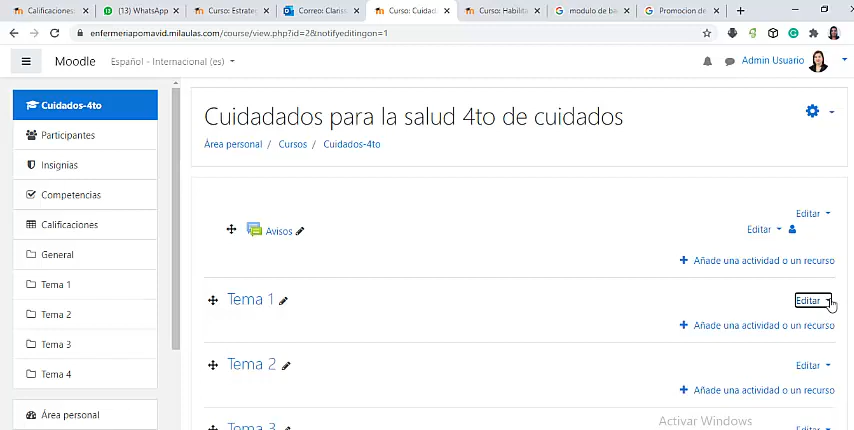 Calificaciones:
(13) WhatsApp
Curso: Estrateg
Correo: Clariss
Curso: Cuidad
Curso: Habilita
modulo de ba
Promocion de
enfermeriapomavid.milaulas.com/course/view.php?id=2&notifyeditingon=1
Moodle
Español - Internacional (es)
Admin Usuario
Cuidados-4to
Participantes
Insignias
Competencias
Calificaciones
General
Tema 1
Tema 2
Tema 3
Tema 4
Área personal
Cuidadados para la salud 4to de cuidados
Área personal / Cursos / Cuidados-4to
Editar
Avisos
Editar
+ Añade una actividad o un recurso
Tema 1
Editar
+ Añade una actividad o un recurso
Tema 2
Editar
+ Añade una actividad o un recurso
Tema 3
Editar
Activar Windows